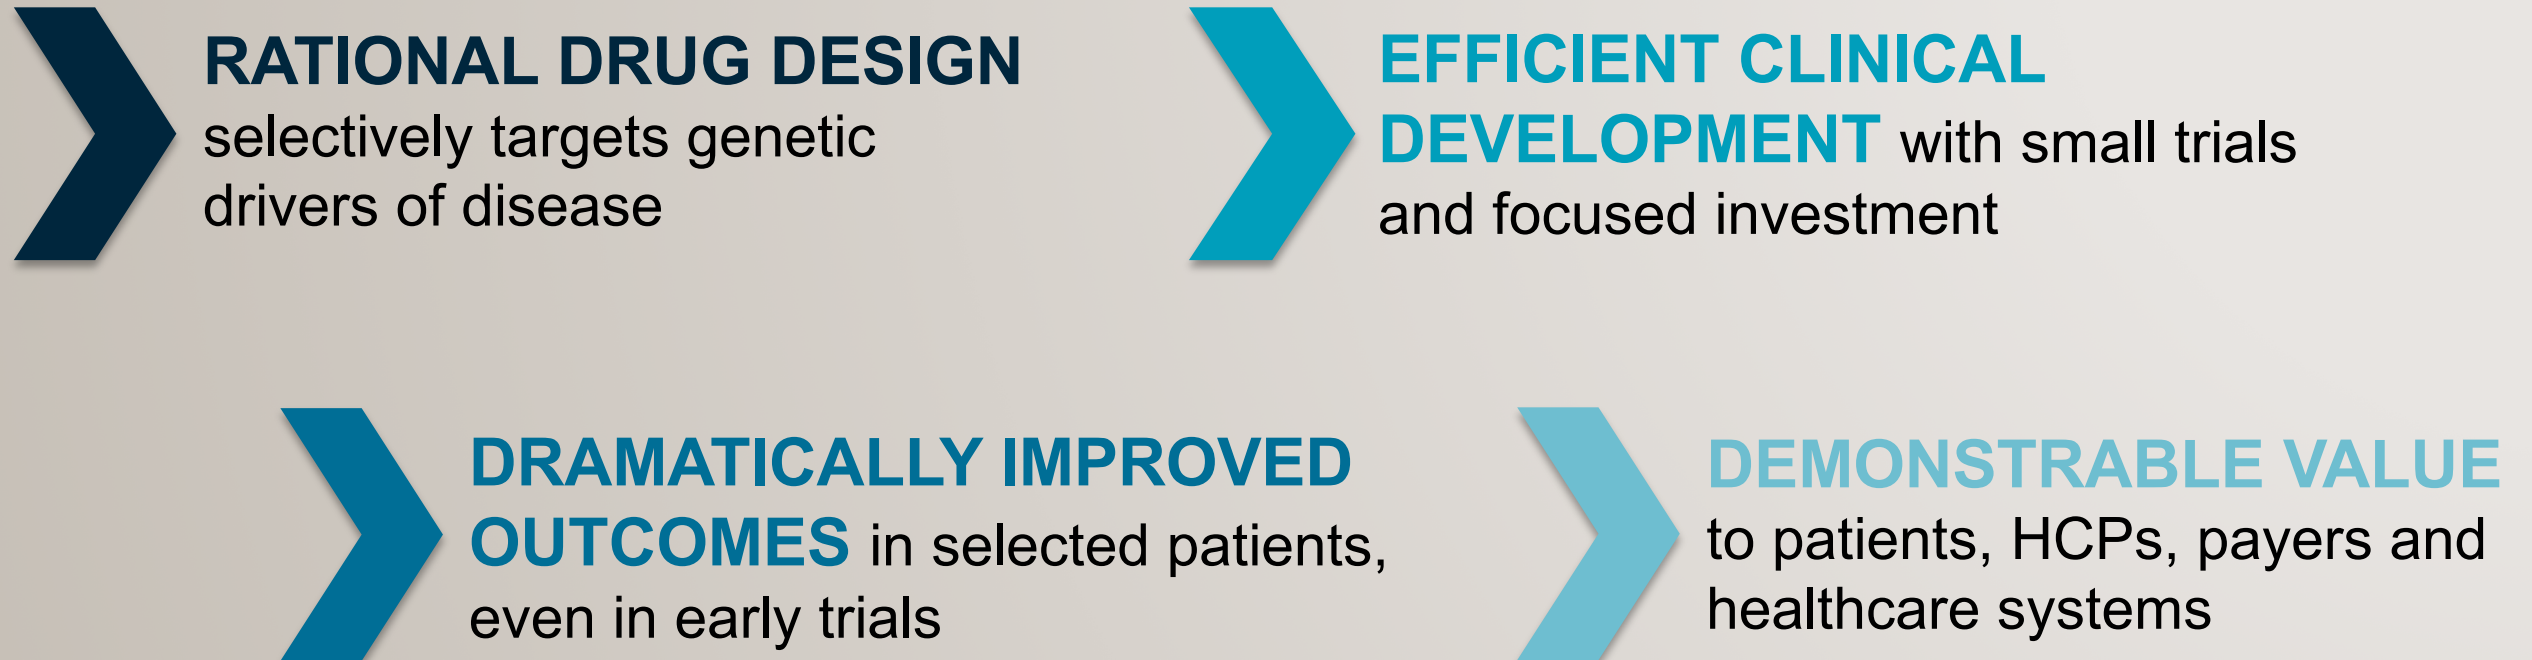 RATIONAL DRUG DESIGN
selectively targets genetic
drivers of disease
EFFICIENT CLINICAL
DEVELOPMENT with small trials
and focused investment
DRAMATICALLY IMPROVED
OUTCOMES in selected patients,
even in early trials
DEMONSTRABLE VALUE
to patients, HCPs, payers and
healthcare systems